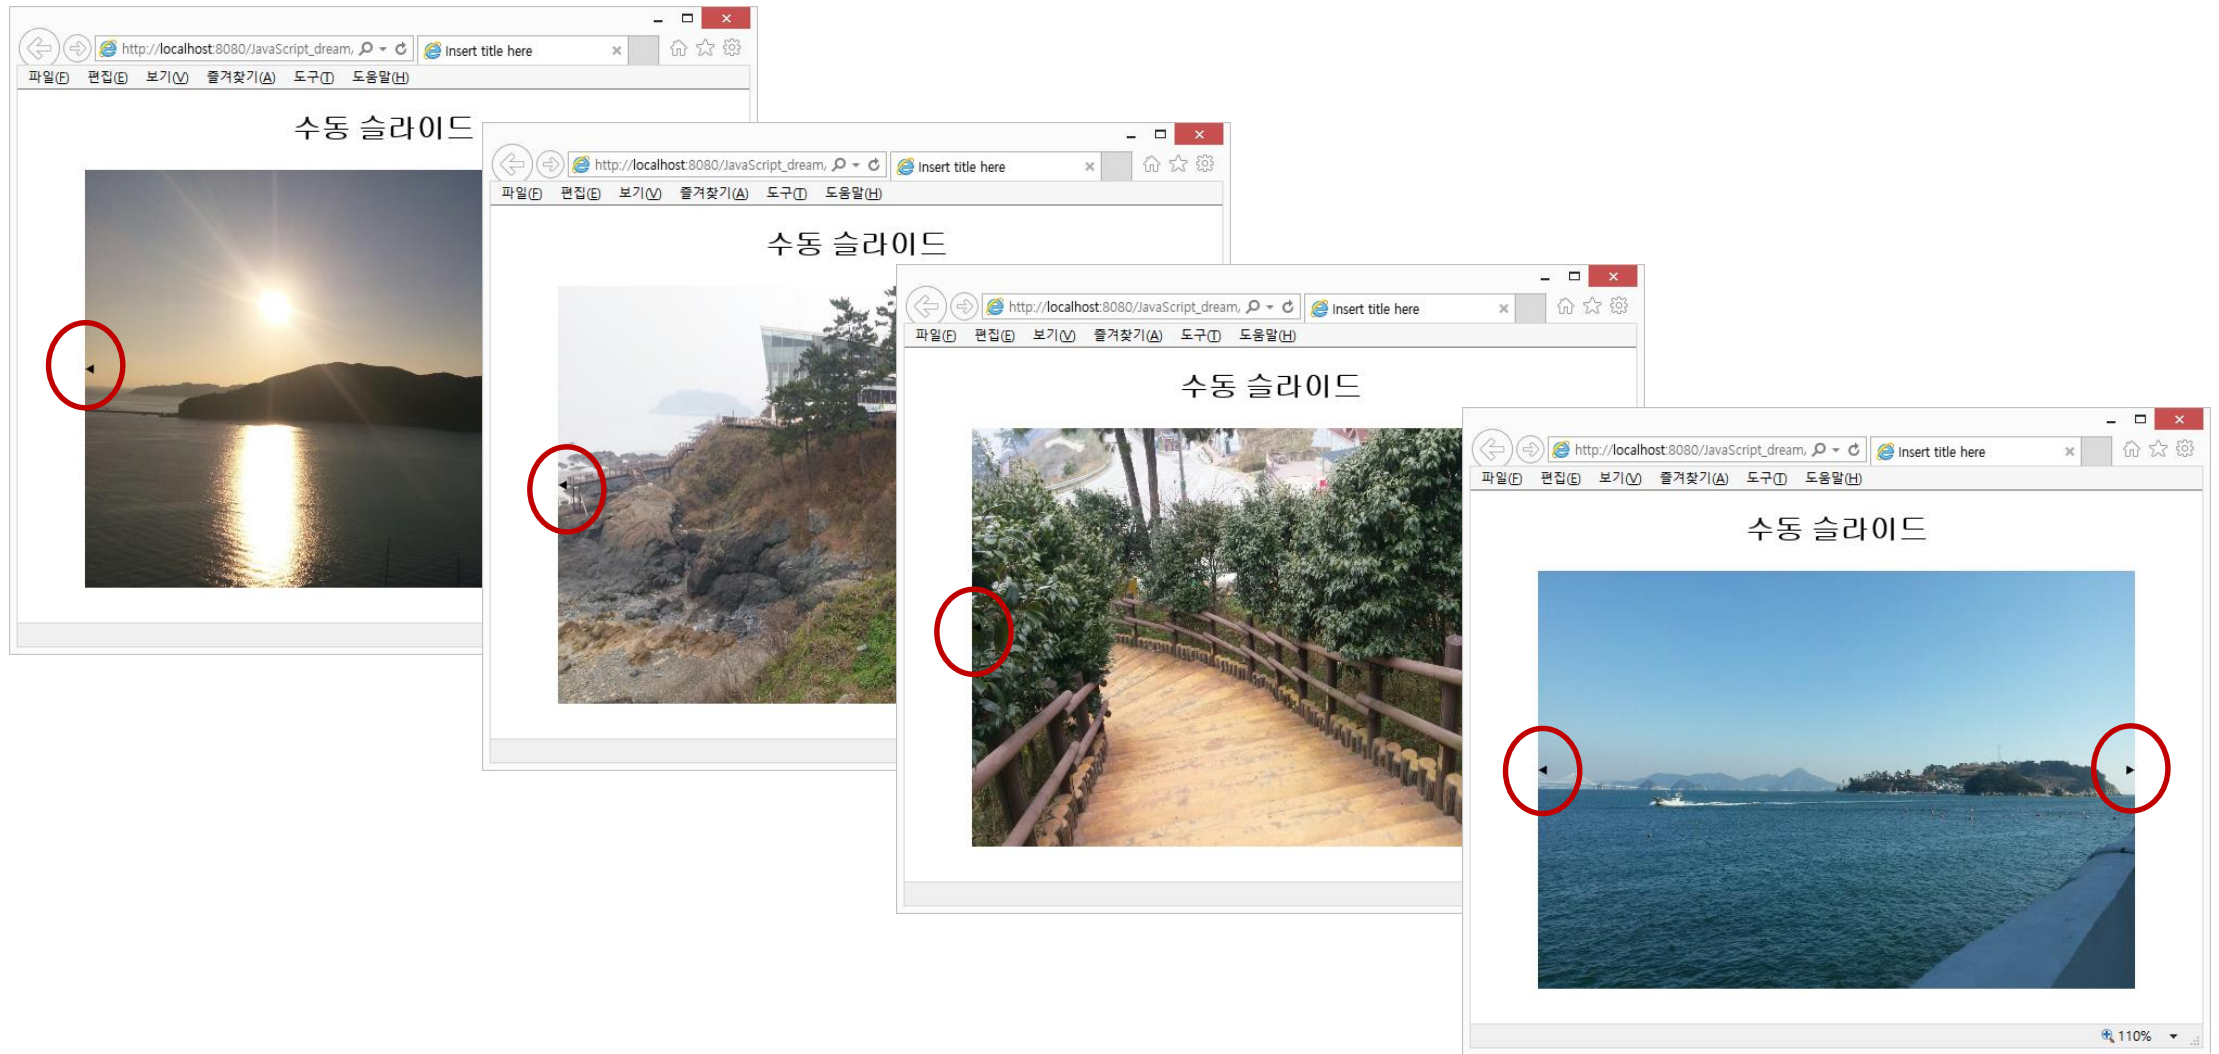 http://localhost:8080/JavaScript_dream,
Insert title here
파일(F) 편집(E) 보기(V) 즐겨찾기(A) 도구(T) 도움말(H)
수동 슬라이드
http://localhost:8080/JavaScript_dream,
Insert title here
파일(F) 편집(E) 보기(V) 즐겨찾기(A) 도구(T) 도움말(H)
수동 슬라이드
http://localhost:8080/JavaScript_dream,
Insert title here
파일(F) 편집(E) 보기(V) 즐겨찾기(A) 도구(T) 도움말(H)
수동 슬라이드
http://localhost:8080/JavaScript_dream,
Insert title here
파일(F) 편집(E) 보기(V) 즐겨찾기(A) 도구(T) 도움말(H)
수동 슬라이드
110%